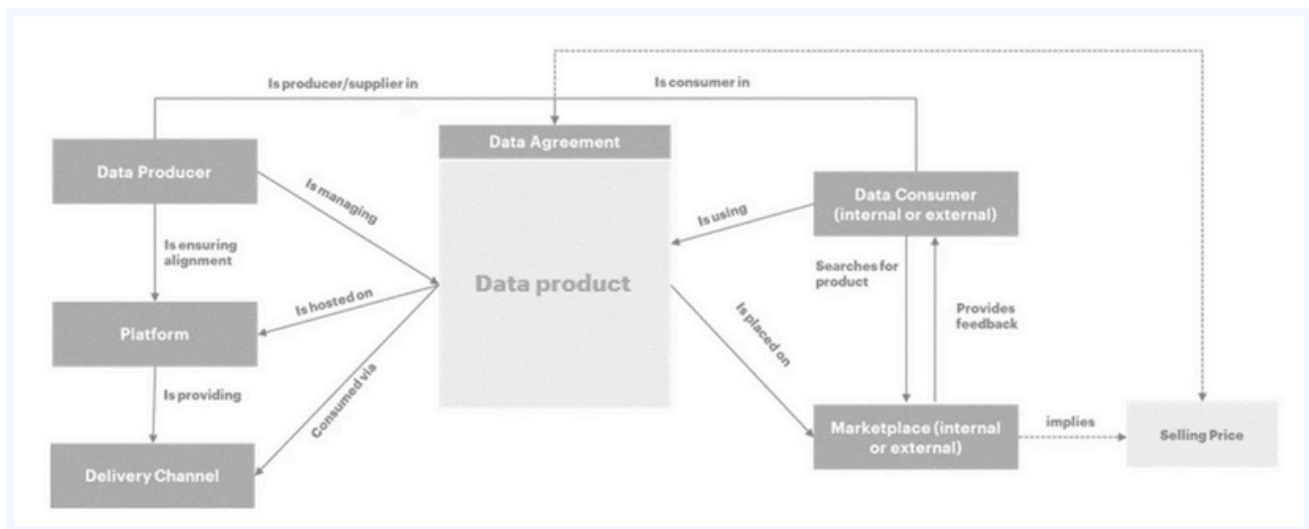 Is producer/supplier in
Is consumer in
Data Agreement
Data Producer
Is managing
Data Consumer
(internal or external)
Is using
Is ensuring
alignment
Data product
Searches for
product
Is hosted on
Provides
feedback
Platform
Is placed on
Is providing
Consumed via
Marketplace (internal
or external)
implies
Selling Price
Delivery Channel